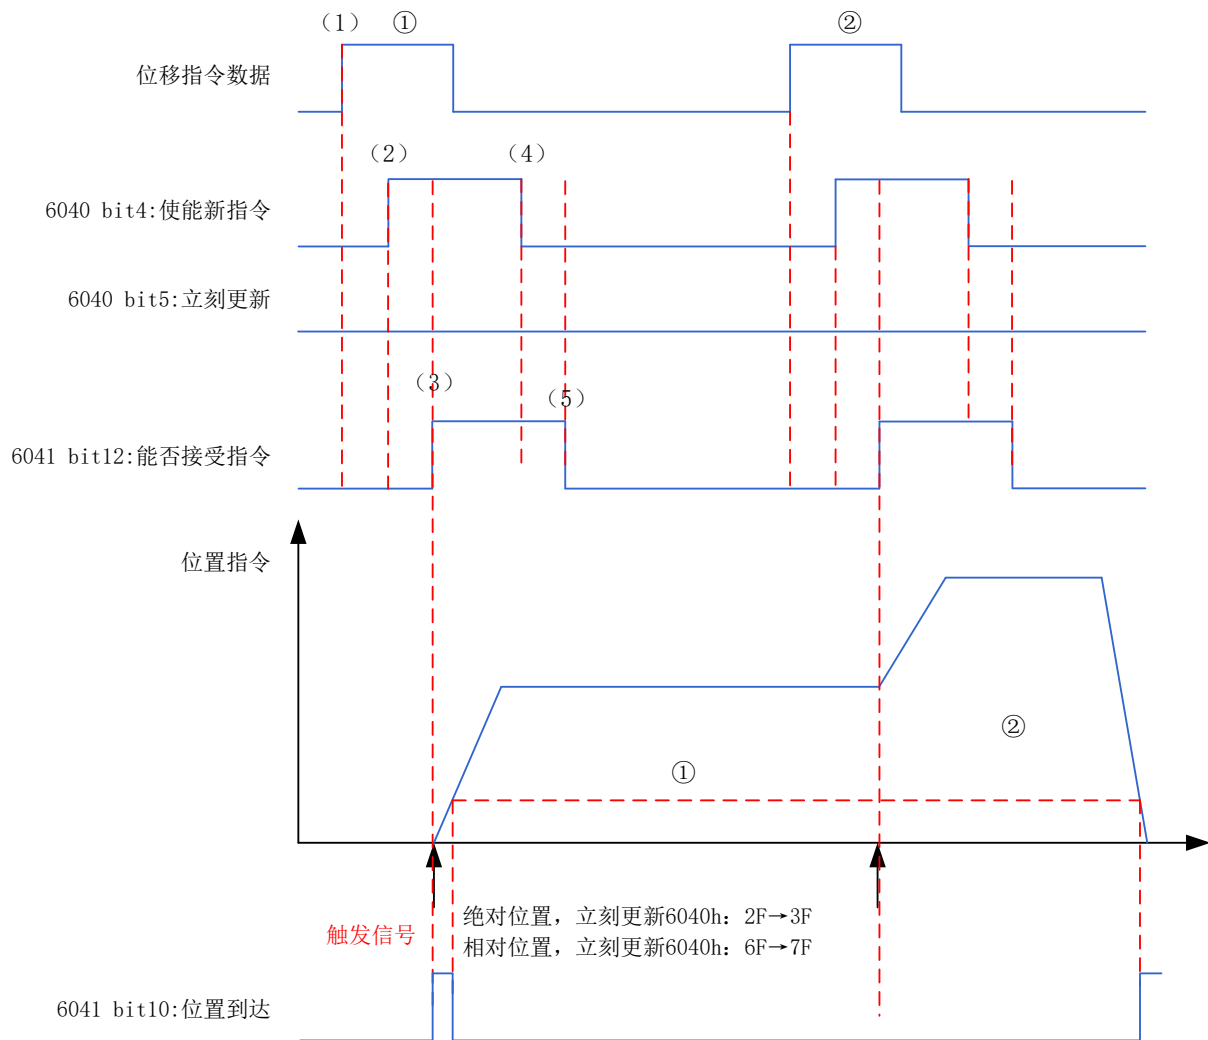 （1）
①
②
位移指令数据
（2）
（4）
6040 bit4:使能新指令
6040 bit5:立刻更新
（3）
（5）
6041 bit12:能否接受指令
位置指令
②
①
绝对位置，立刻更新6040h：2F→3F
触发信号
相对位置，立刻更新6040h：6F→7F
6041 bit10:位置到达